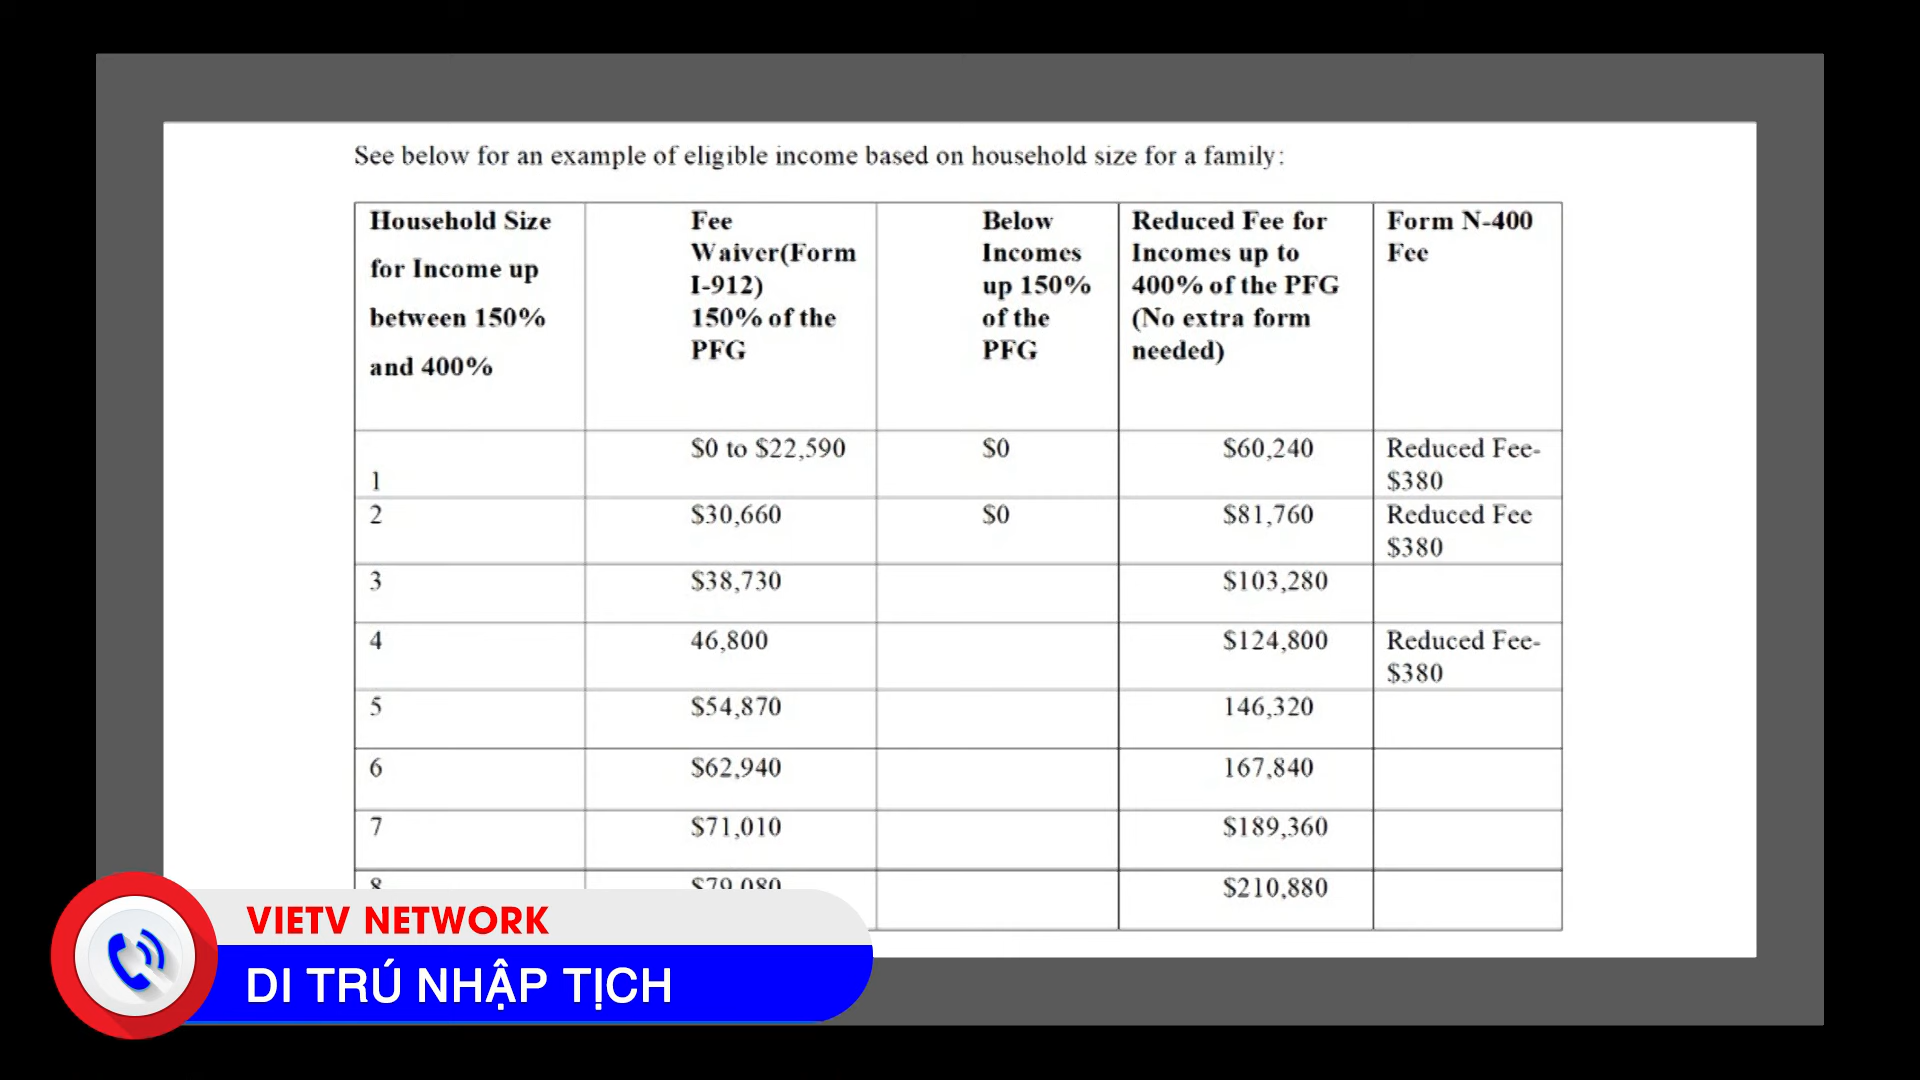 See below for an example of eligible income based on household size for a family:
Household Size
for Income up
between 150%
and 400%
Fee
Waiver(Form
I-912)
150% of the
PFG
Below
Incomes
up 150%
of the
PFG
Reduced Fee for
Incomes up to
400% of the PFG
(No extra form
needed)
Form N-400
Fee
1
$0 to $22,590
$0
$60,240
Reduced Fee-
$380
2
$30,660
$0
$81,760
Reduced Fee
$380
3
$38,730
$103,280
4
46,800
$124,800
Reduced Fee-
$380
5
$54,870
146,320
6
$62,940
167,840
7
$71,010
$189,360
8
$79,080
$210,880
VIETV NETWORK
DI TRÚ NHẬP TỊCH